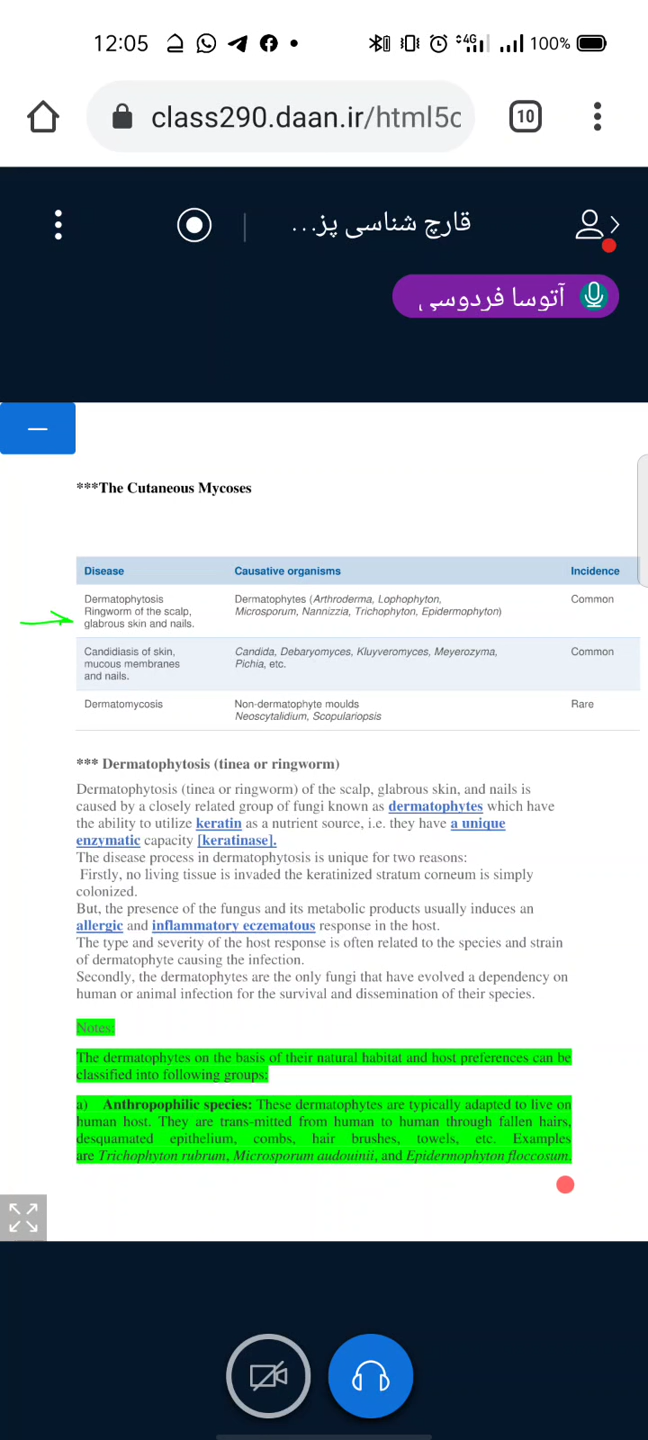 12:05
4G
100%
class290.daan.ir/html5c
10
قارچ شناسی پز...
آتوسا فردوسی
***The Cutaneous Mycoses
Disease Causative organisms Incidence
Dermatophytosis Dermatophytes (Arthroderma, Lophophyton, Common
Ringworm of the scalp, Microsporum, Nannizzia, Trichophyton, Epidermophyton)
glabrous skin and nails.
Candidiasis of skin, Candida, Debaryomyces, Kluyveromyces, Meyerozyma, Common
mucous membranes Pichia, etc.
and nails.
Dermatomycosis Non-dermatophyte moulds Rare
Neoscytalidium, Scopulariopsis
*** Dermatophytosis (tinea or ringworm)
Dermatophytosis (tinea or ringworm) of the scalp, glabrous skin, and nails is
caused by a closely related group of fungi known as dermatophytes which have
the ability to utilize keratin as a nutrient source, i.e. they have a unique
enzymatic capacity [keratinase].
The disease process in dermatophytosis is unique for two reasons:
Firstly, no living tissue is invaded the keratinized stratum corneum is simply
colonized.
But, the presence of the fungus and its metabolic products usually induces an
allergic and inflammatory eczematous response in the host.
The type and severity of the host response is often related to the species and strain
of dermatophyte causing the infection.
Secondly, the dermatophytes are the only fungi that have evolved a dependency on
human or animal infection for the survival and dissemination of their species.
Notes:
The dermatophytes on the basis of their natural habitat and host preferences can be
classified into following groups:
a) Anthropophilic species: These dermatophytes are typically adapted to live on
human host. They are trans-mitted from human to human through fallen hairs,
desquamated epithelium, combs, hair brushes, towels, etc. Examples
are Trichophyton rubrum, Microsporum audouinii, and Epidermophyton floccosum.